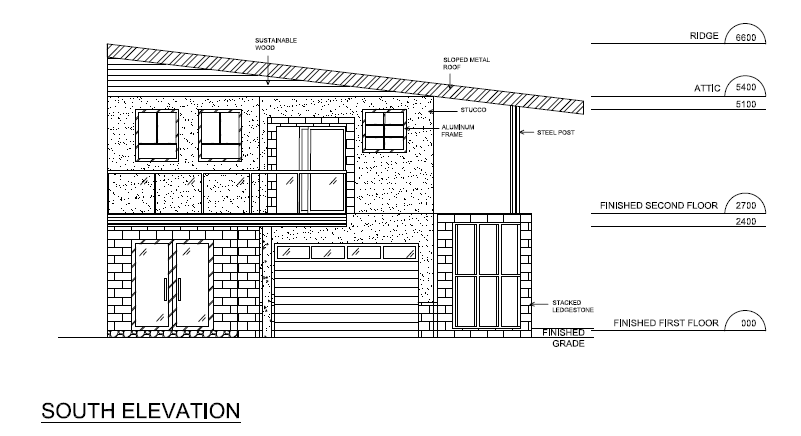 SUSTAINABLE
WOOD
SLOPED METAL
ROOF
RIDGE 6600
ATTIC 5400
5100
STUCCO
ALUMINUM
FRAME
STEEL POST
FINISHED SECOND FLOOR 2700
2400
STACKED
LEDGESTONE
FINISHED FIRST FLOOR 000
FINISHED
GRADE
SOUTH ELEVATION